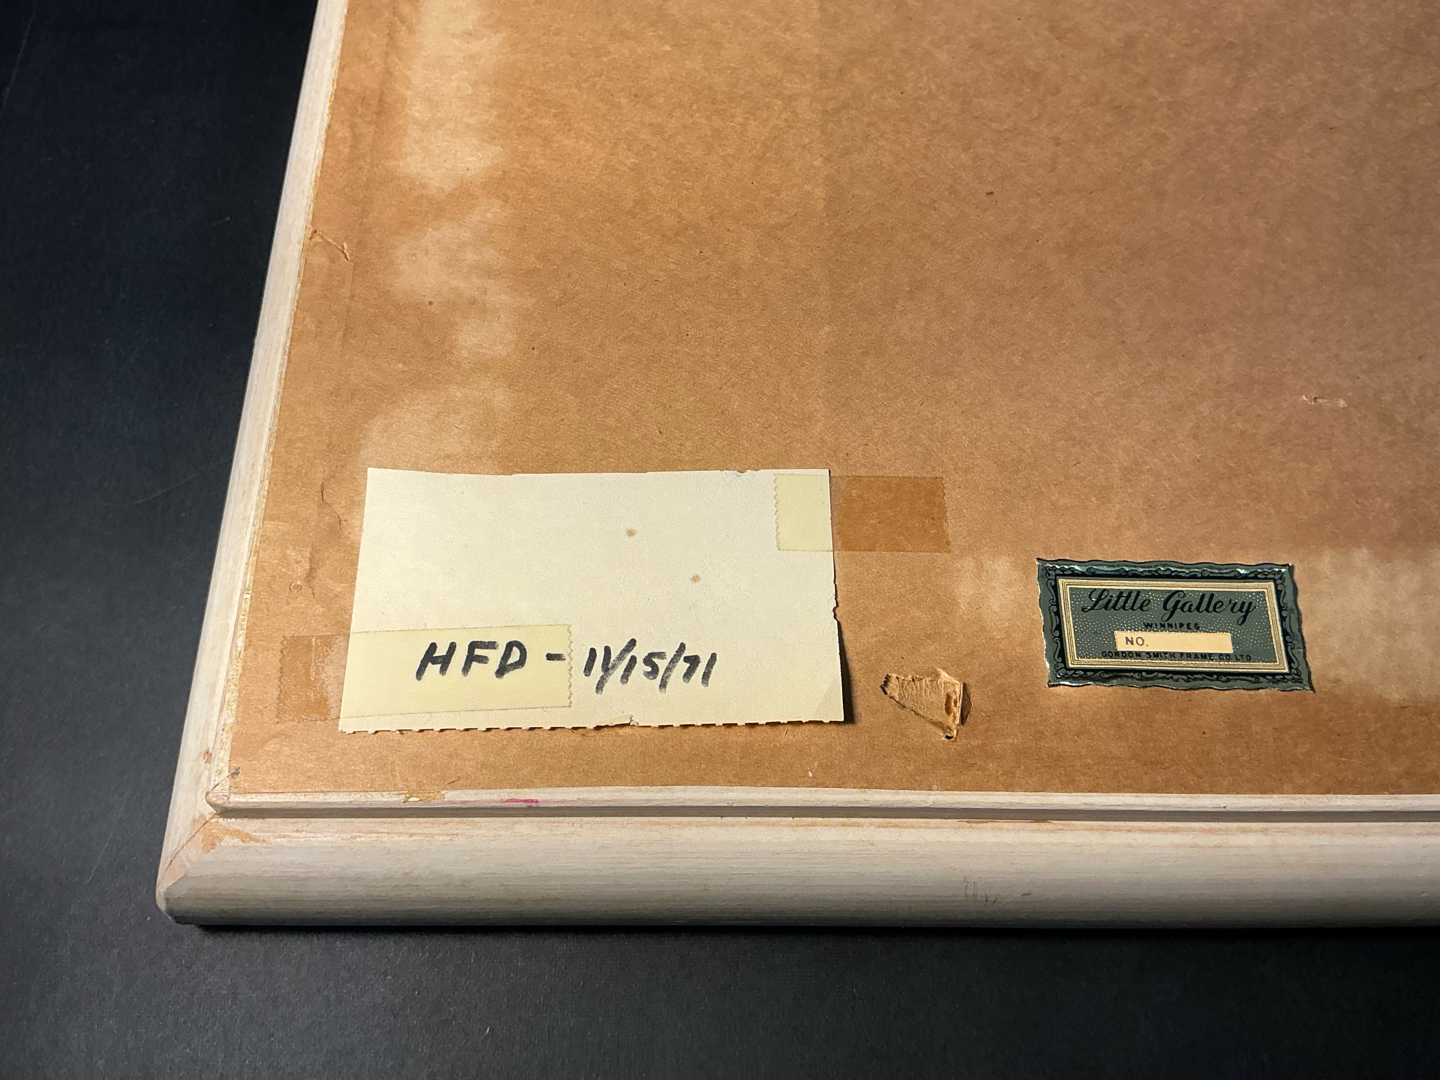 HFD - 11/15/71
Little Gallery
WINNIPEG
NO.
GORDON SMITH FRAME CO LTD